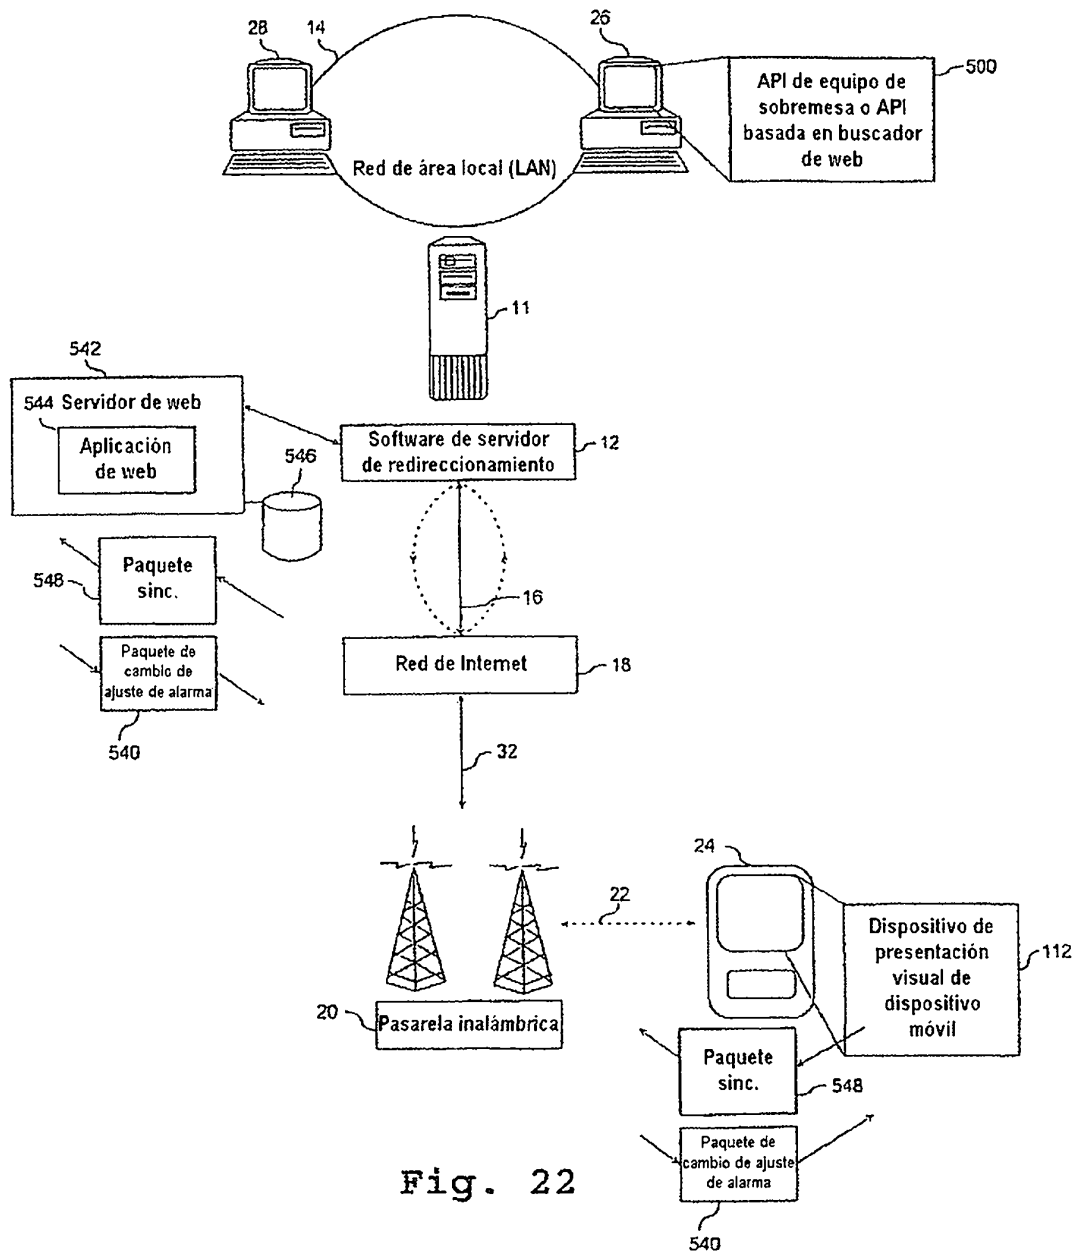 28
14
26
500
API de equipo de
sobremesa o API
basada en buscador
de web
Red de área local (LAN)
11
542
544
Servidor de web
Aplicación
de web
546
Software de servidor
de redireccionamiento
12
Paquete
sinc.
548
16
Paquete de
cambio de
ajuste de alarma
540
Red de Internet
18
32
24
22
Dispositivo de
presentación
visual de
dispositivo
móvil
112
20
Pasarela inalámbrica
Paquete
sinc.
548
Paquete de
cambio de ajuste
de alarma
540
Fig. 22